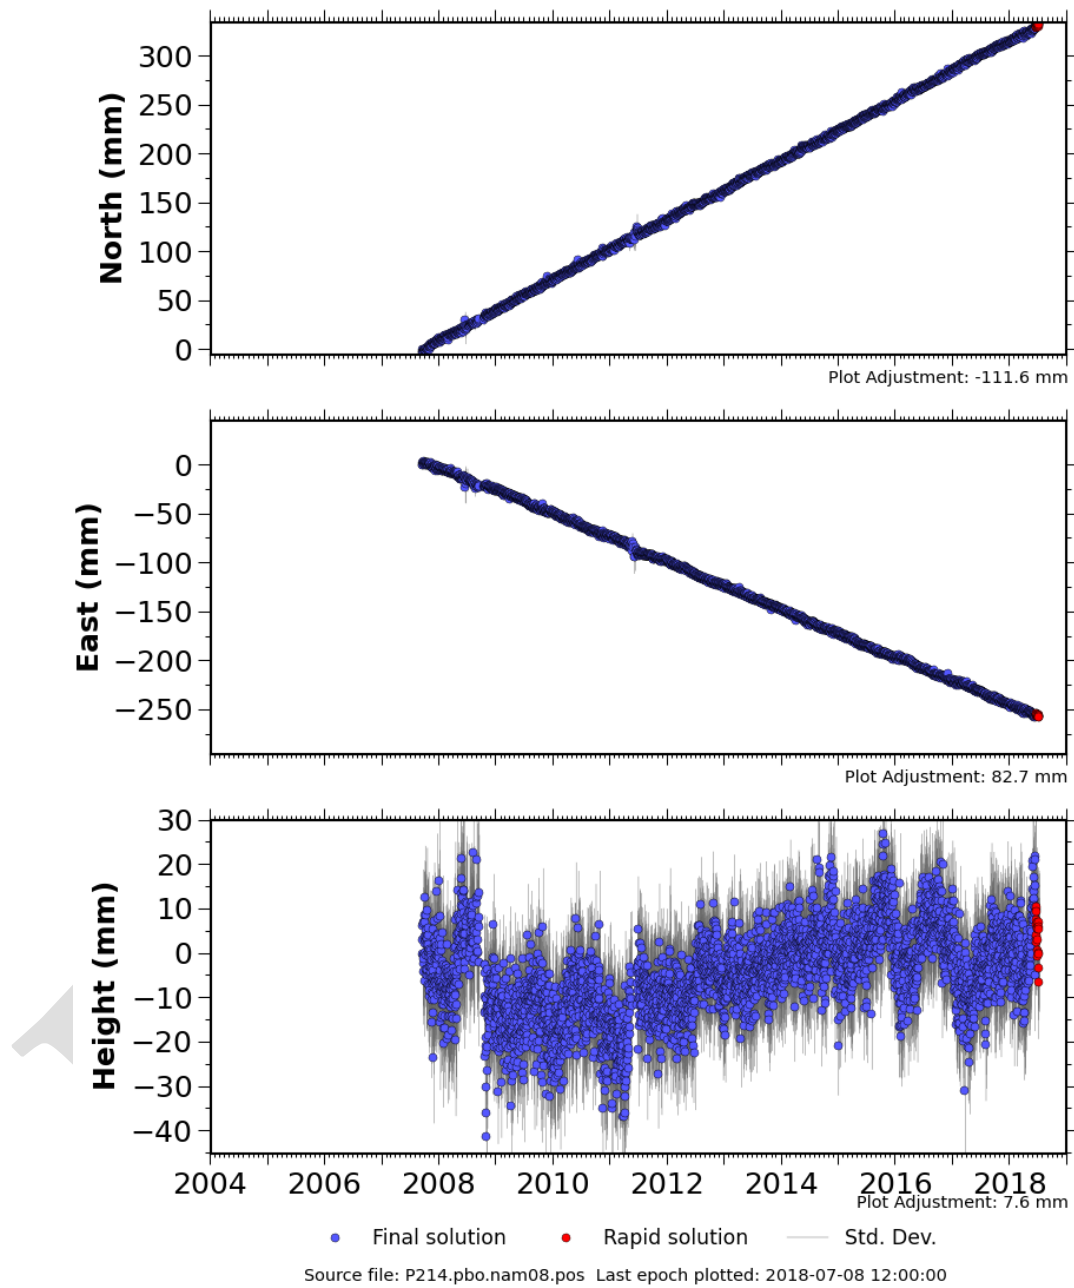 North (mm)
300
250
200
150
100
50
0
Plot Adjustment: -111.6 mm
East (mm)
0
−50
−100
−150
−200
−250
Plot Adjustment: 82.7 mm
Height (mm)
30
20
10
0
−10
−20
−30
−40
2004 2006 2008 2010 2012 2014 2016 2018
Plot Adjustment: 7.6 mm
Final solution Rapid solution Std. Dev.
Source file: P214.pbo.nam08.pos Last epoch plotted: 2018-07-08 12:00:00